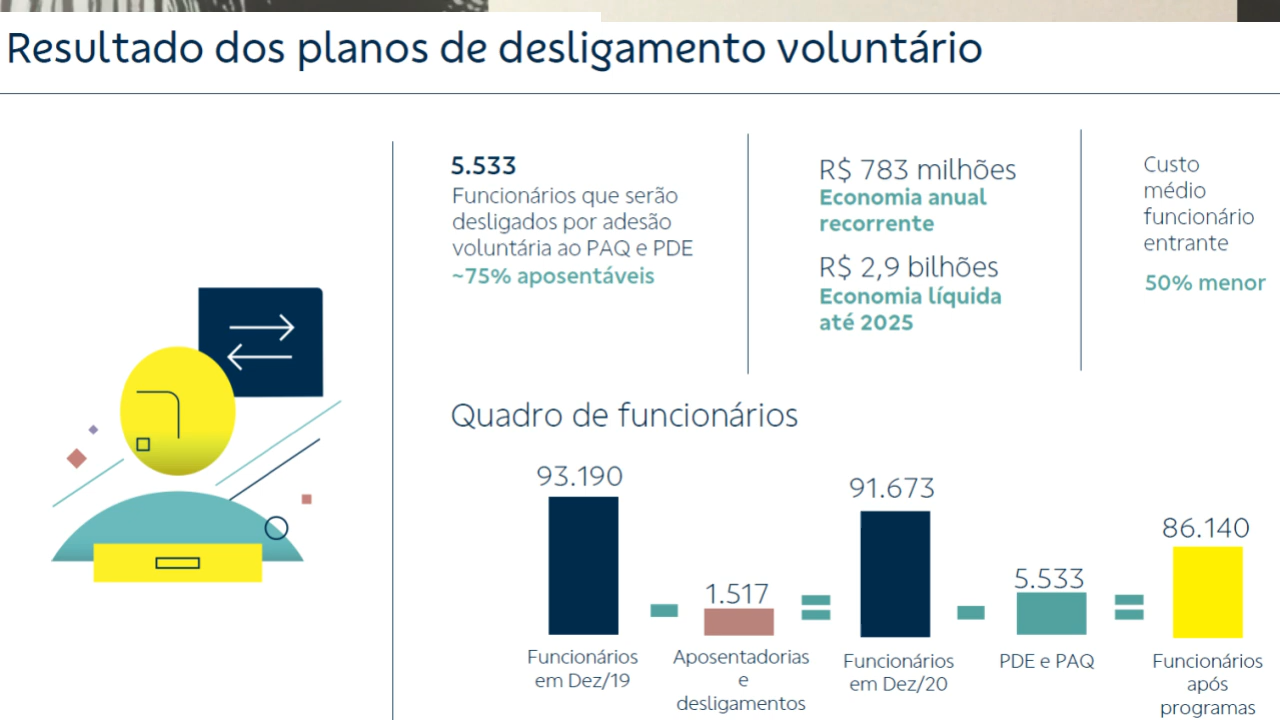 Resultado dos planos de desligamento voluntário
5.533
Funcionários que serão
desligados por adesão
voluntária ao PAQ e PDE
~75% aposentáveis
R$ 783 milhões
Economia anual
recorrente
R$ 2,9 bilhões
Economia líquida
até 2025
Custo
médio
funcionário
entrante
50% menor
Quadro de funcionários
93.190
Funcionários
em Dez/19
-
1.517
Aposentadorias
e
desligamentos
=
91.673
Funcionários
em Dez/20
-
5.533
PDE e PAQ
=
86.140
Funcionários
após
programas